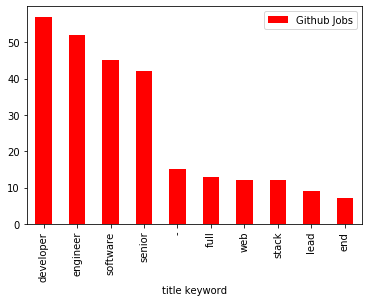 Github Jobs
50
40
30
20
10
0
developer
engineer
software
senior
-
full
web
stack
lead
end
title keyword